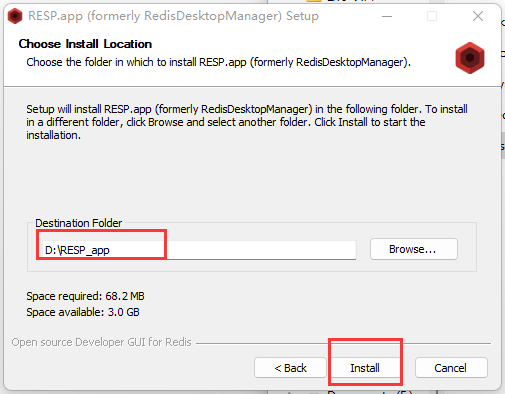 RESP.app (formerly RedisDesktopManager) Setup
Choose Install Location
Choose the folder in which to install RESP.app (formerly RedisDesktopManager).
Setup will install RESP.app (formerly RedisDesktopManager) in the following folder. To install
in a different folder, click Browse and select another folder. Click Install to start the
installation.
Destination Folder
D:\RESP_app
Browse...
Space required: 68.2 MB
Space available: 3.0 GB
Open source Developer GUI for Redis
< Back
Install
Cancel